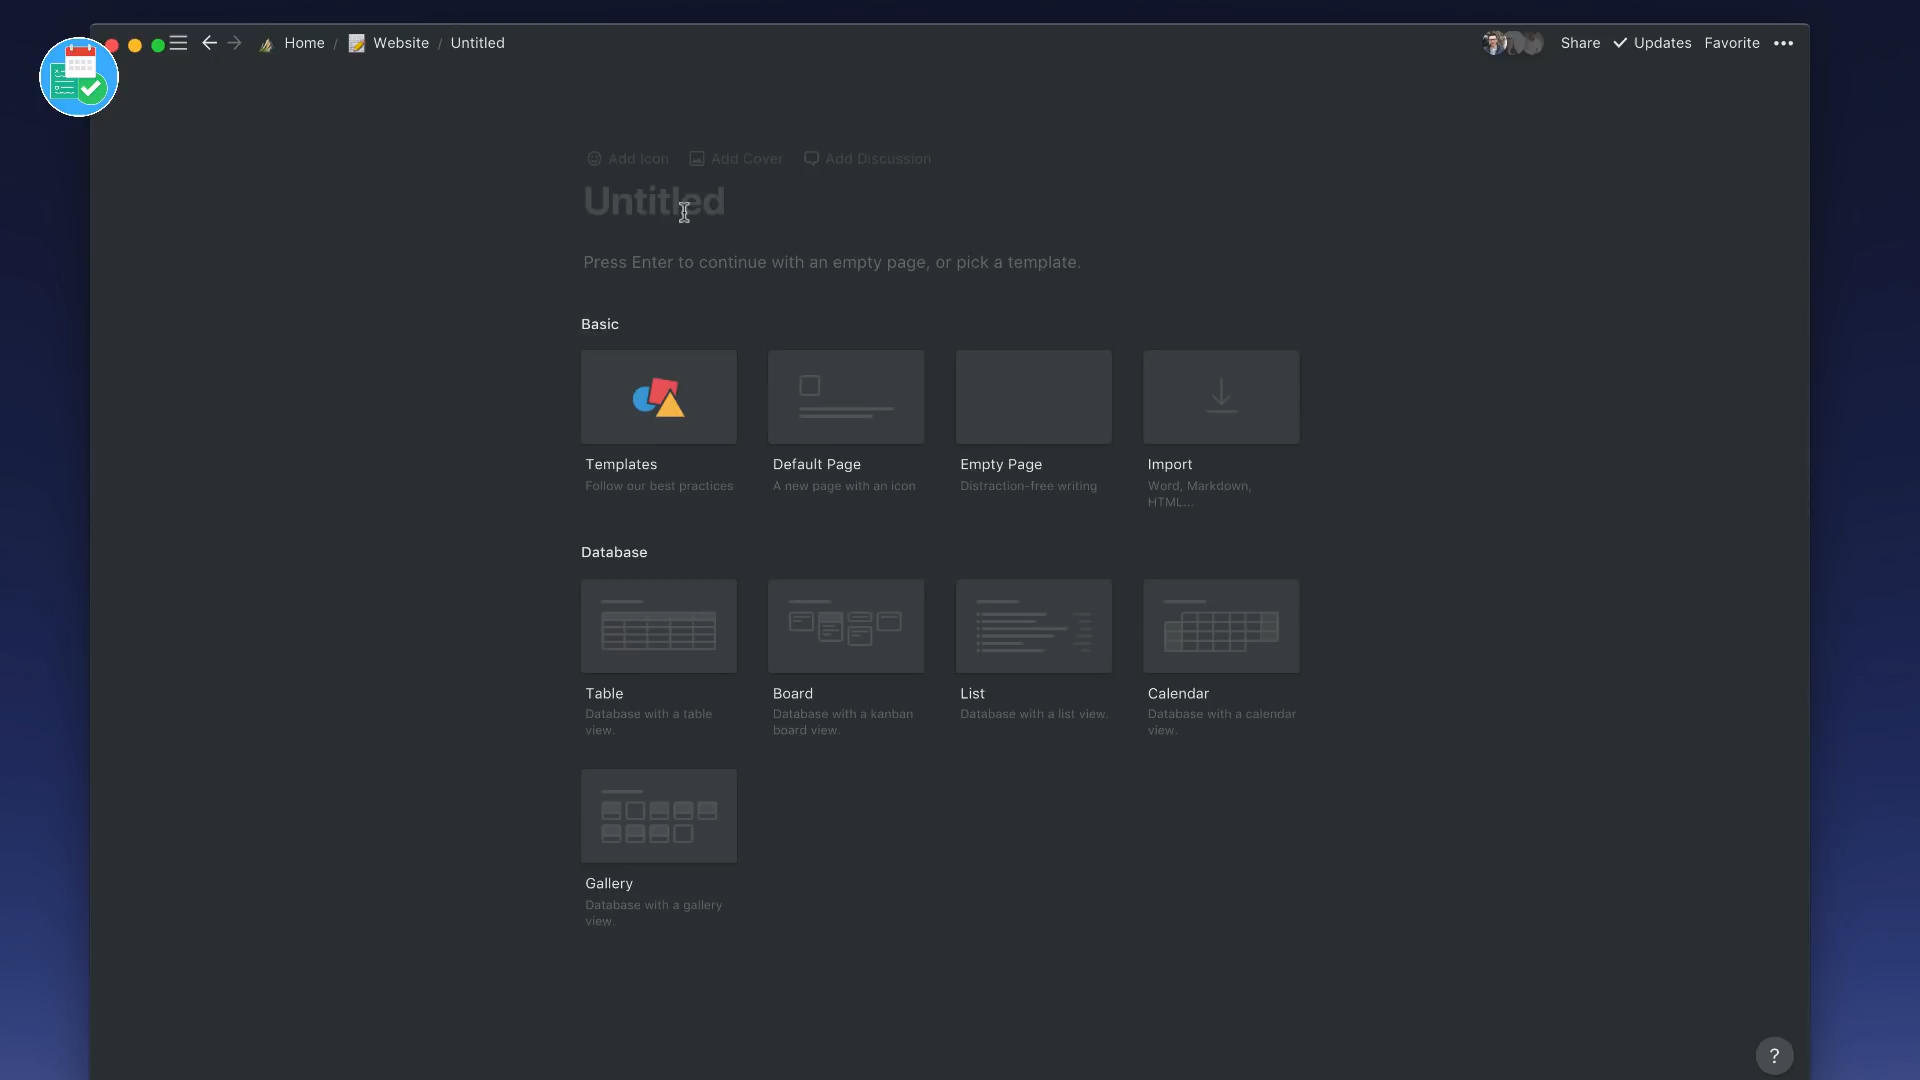 Home / Website / Untitled
Share Updates Favorite
Add Icon Add Cover Add Discussion
Untitled
Press Enter to continue with an empty page, or pick a template.
Basic
Templates
Follow our best practices
Default Page
A new page with an icon
Empty Page
Distraction-free writing
Import
Word, Markdown,
HTML...
Database
Table
Database with a table
view.
Board
Database with a kanban
board view.
List
Database with a list view.
Calendar
Database with a calendar
view.
Gallery
Database with a gallery
view.
?